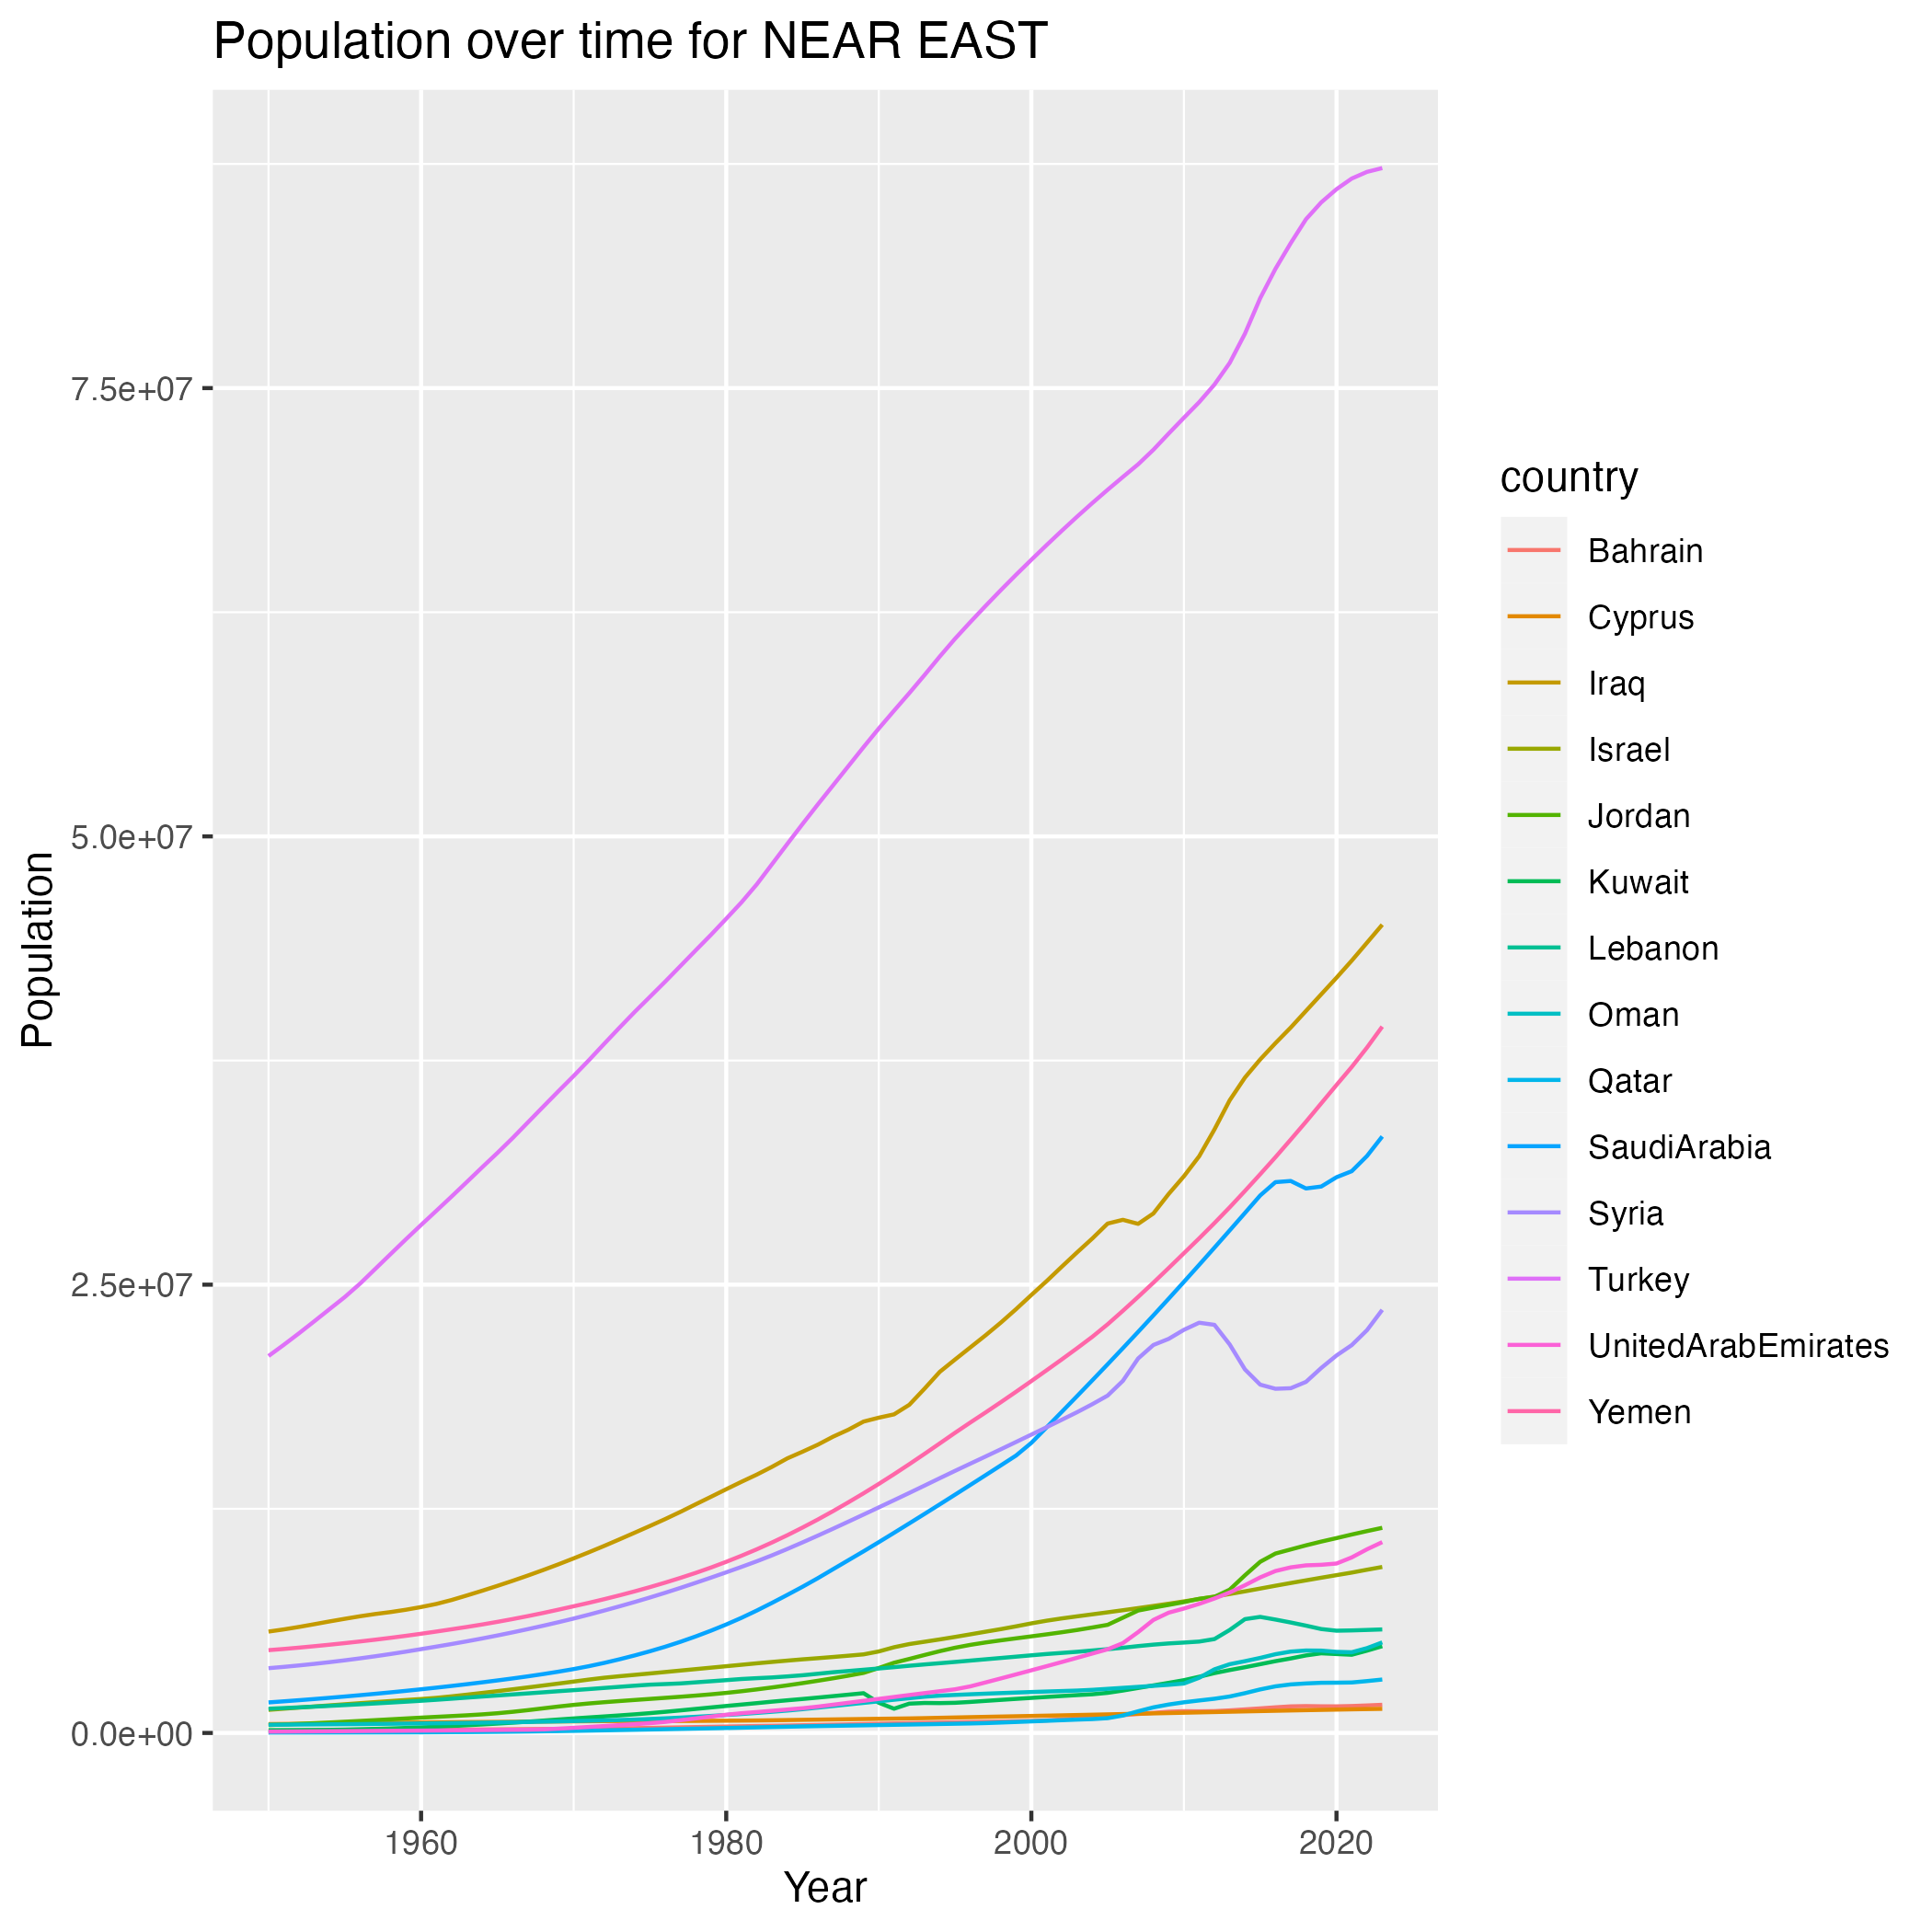 Population over time for NEAR EAST
Population
7.5e+07
5.0e+07
2.5e+07
0.0e+00
1960
1980
2000
2020
Year
country
Bahrain
Cyprus
Iraq
Israel
Jordan
Kuwait
Lebanon
Oman
Qatar
SaudiArabia
Syria
Turkey
UnitedArabEmirates
Yemen